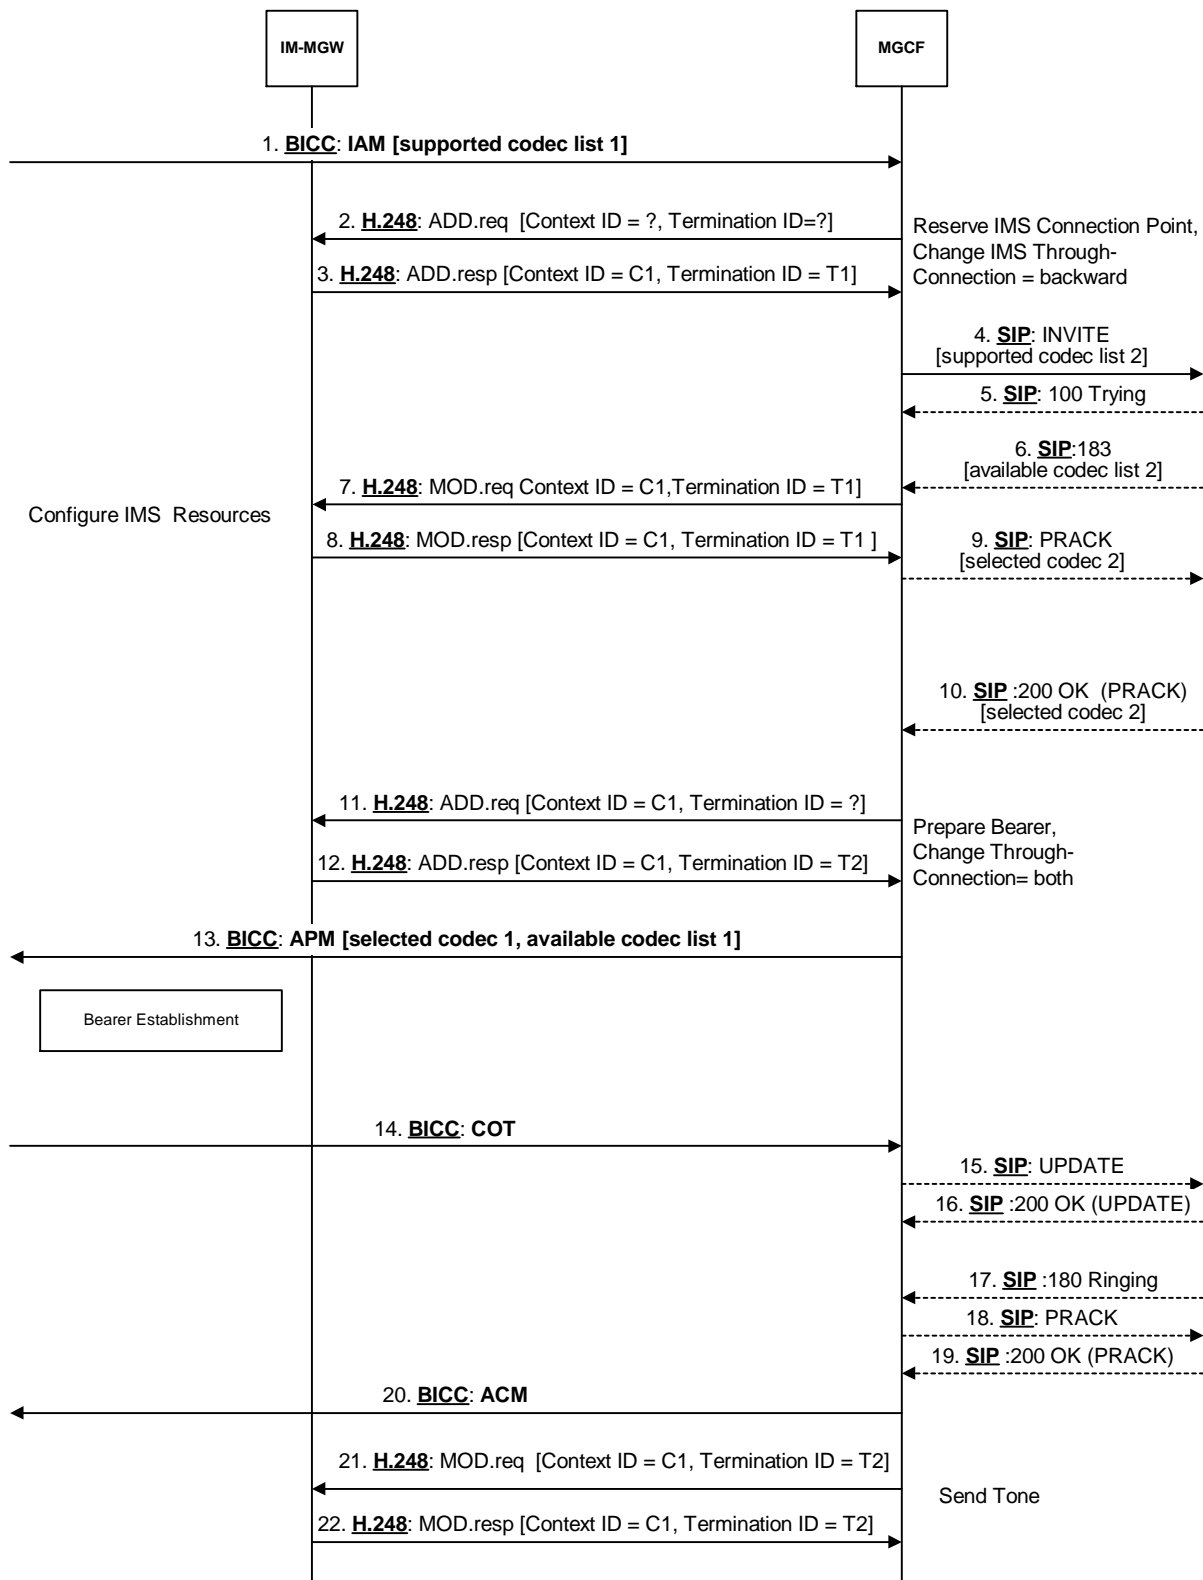 IM-MGW
MGCF
1. BICC: IAM [supported codec list 1]
2. H.248: ADD.req [Context ID = ?, Termination ID=?]
Reserve IMS Connection Point,
Change IMS Through-
Connection = backward
3. H.248: ADD.resp [Context ID = C1, Termination ID = T1]
4. SIP: INVITE
[supported codec list 2]
5. SIP: 100 Trying
6. SIP:183
[available codec list 2]
7. H.248: MOD.req Context ID = C1,Termination ID = T1]
Configure IMS Resources
8. H.248: MOD.resp [Context ID = C1, Termination ID = T1 ]
9. SIP: PRACK
[selected codec 2]
10. SIP :200 OK (PRACK)
[selected codec 2]
11. H.248: ADD.req [Context ID = C1, Termination ID = ?]
Prepare Bearer,
Change Through-
Connection= both
12. H.248: ADD.resp [Context ID = C1, Termination ID = T2]
13. BICC: APM [selected codec 1, available codec list 1]
Bearer Establishment
14. BICC: COT
15. SIP: UPDATE
16. SIP :200 OK (UPDATE)
17. SIP :180 Ringing
18. SIP: PRACK
19. SIP :200 OK (PRACK)
20. BICC: ACM
21. H.248: MOD.req [Context ID = C1, Termination ID = T2]
Send Tone
22. H.248: MOD.resp [Context ID = C1, Termination ID = T2]